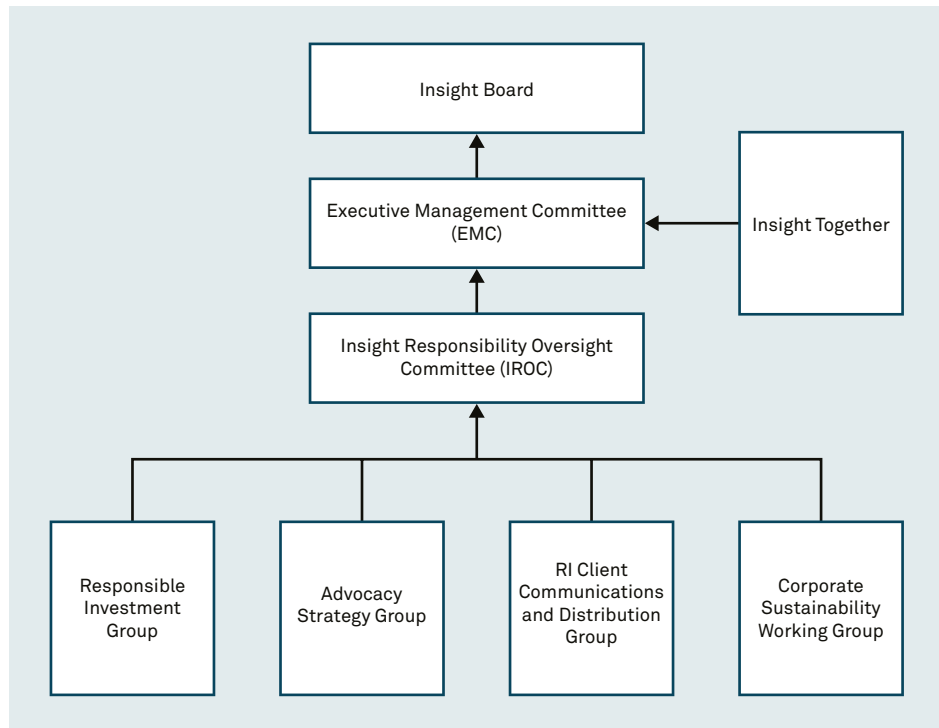 Insight Board
Executive Management Committee
(EMC)
Insight Together
Insight Responsibility Oversight
Committee (IROC)
Responsible
Investment
Group
Advocacy
Strategy Group
RI Client
Communications
and Distribution
Group
Corporate
Sustainability
Working Group